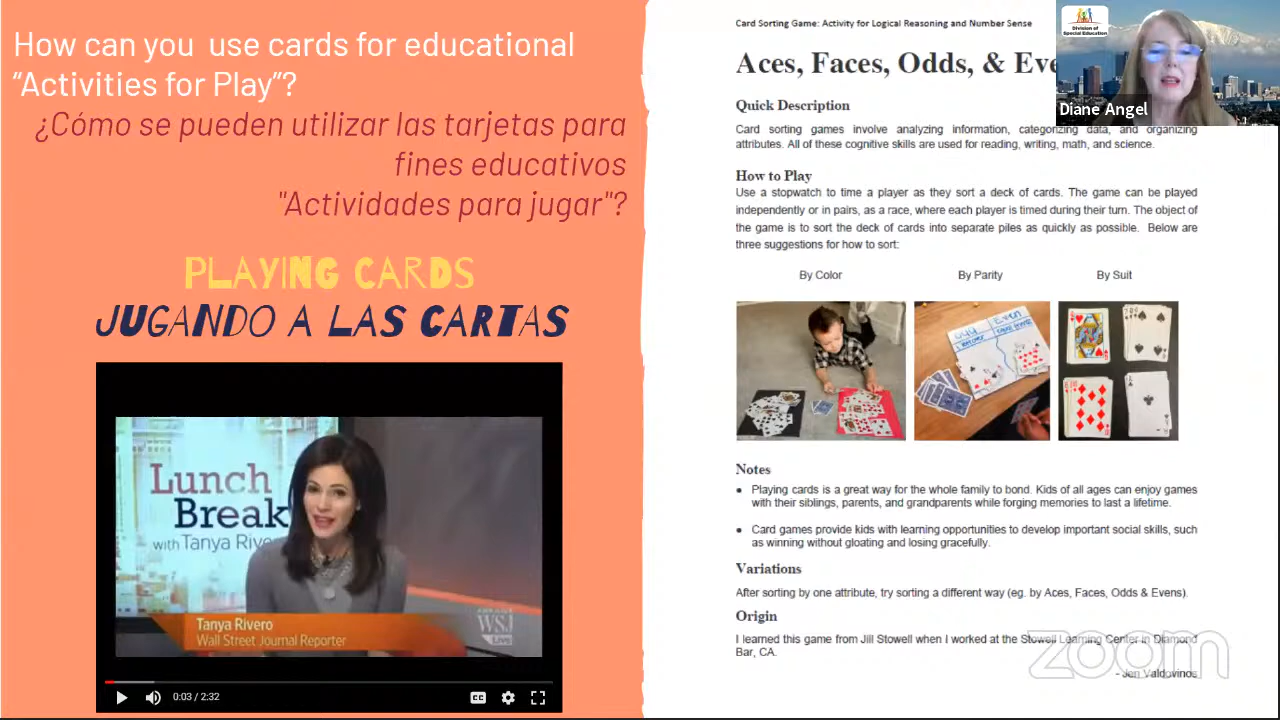 How can you use cards for educational
“Activities for Play”?
¿Cómo se pueden utilizar las tarjetas para
fines educativos
"Actividades para jugar"?
PLAYING CARDS
JUGANDO A LAS CARTAS
Lunch
Break
with Tanya
Tanya Rivero
Wall Street Journal Reporter
WSJ
Live
0:03 / 2:32
CC
Card Sorting Game: Activity for Logical Reasoning and Number Sense
Aces, Faces, Odds, &
Quick Description
Card sorting games involve analyzing information, categorizing data, and organizing
attributes. All of these cognitive skills are used for reading, writing, math, and science.
How to Play
Use a stopwatch to time a player as they sort a deck of cards. The game can be played
independently or in pairs, as a race, where each player is timed during their turn. The object of
the game is to sort the deck of cards into separate piles as quickly as possible. Below are
three suggestions for how to sort:
By Color By Parity By Suit
Odd Even
Notes
Playing cards is a great way for the whole family to bond. Kids of all ages can enjoy games
with their siblings, parents, and grandparents while forging memories to last a lifetime.
Card games provide kids with learning opportunities to develop important social skills, such
as winning without gloating and losing gracefully.
Variations
After sorting by one attribute, try sorting a different way (eg. by Aces, Faces, Odds & Evens).
Origin
I learned this game from Jill Stowell when I worked at the Stowell Learning Center in Diamond
Bar, CA.
- Jen Valdovinos
zoom
Division of
Special Education
Diane Angel